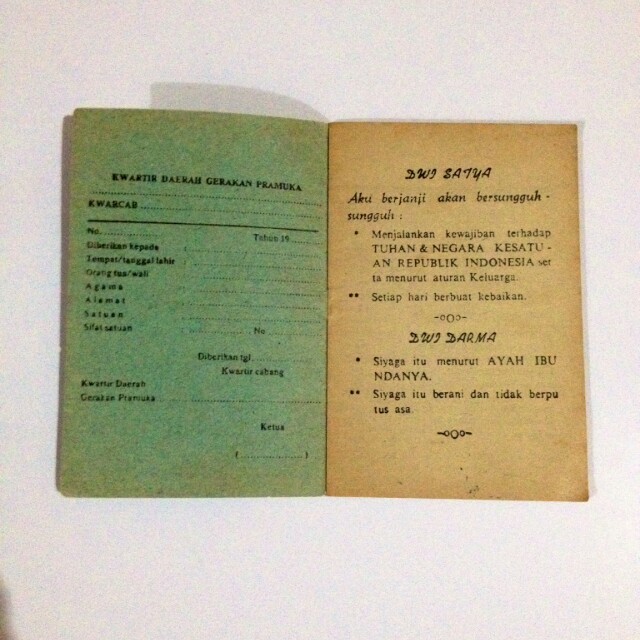 KWARTIR DAERAH GERAKAN PRAMUKA
KWARCAB
No. Tahun 19
Diberikan kepada :
Tempat/tanggal lahir :
Orang tua/wali
Agama
Alamat
Satuan
Sifat satuan : No
Diberikan tgl.
Kwartir cabang
Kwartir Daerah
Gerakan Pramuka
Ketua
(..................)
DWI SATYA
Aku berjanji akan bersungguh -
sungguh :
* Menjalankan kewajiban terhadap
TUHAN & NEGARA KESATU -
AN REPUBLIK INDONESIA ser
ta menurut aturan Keluarga.
** Setiap hari berbuat kebaikan.
-oOo-
DWI DARMA
* Siyaga itu menurut AYAH IBU
NDANYA.
** Siyaga itu berani dan tidak berpu
tus asa.
-oOo-